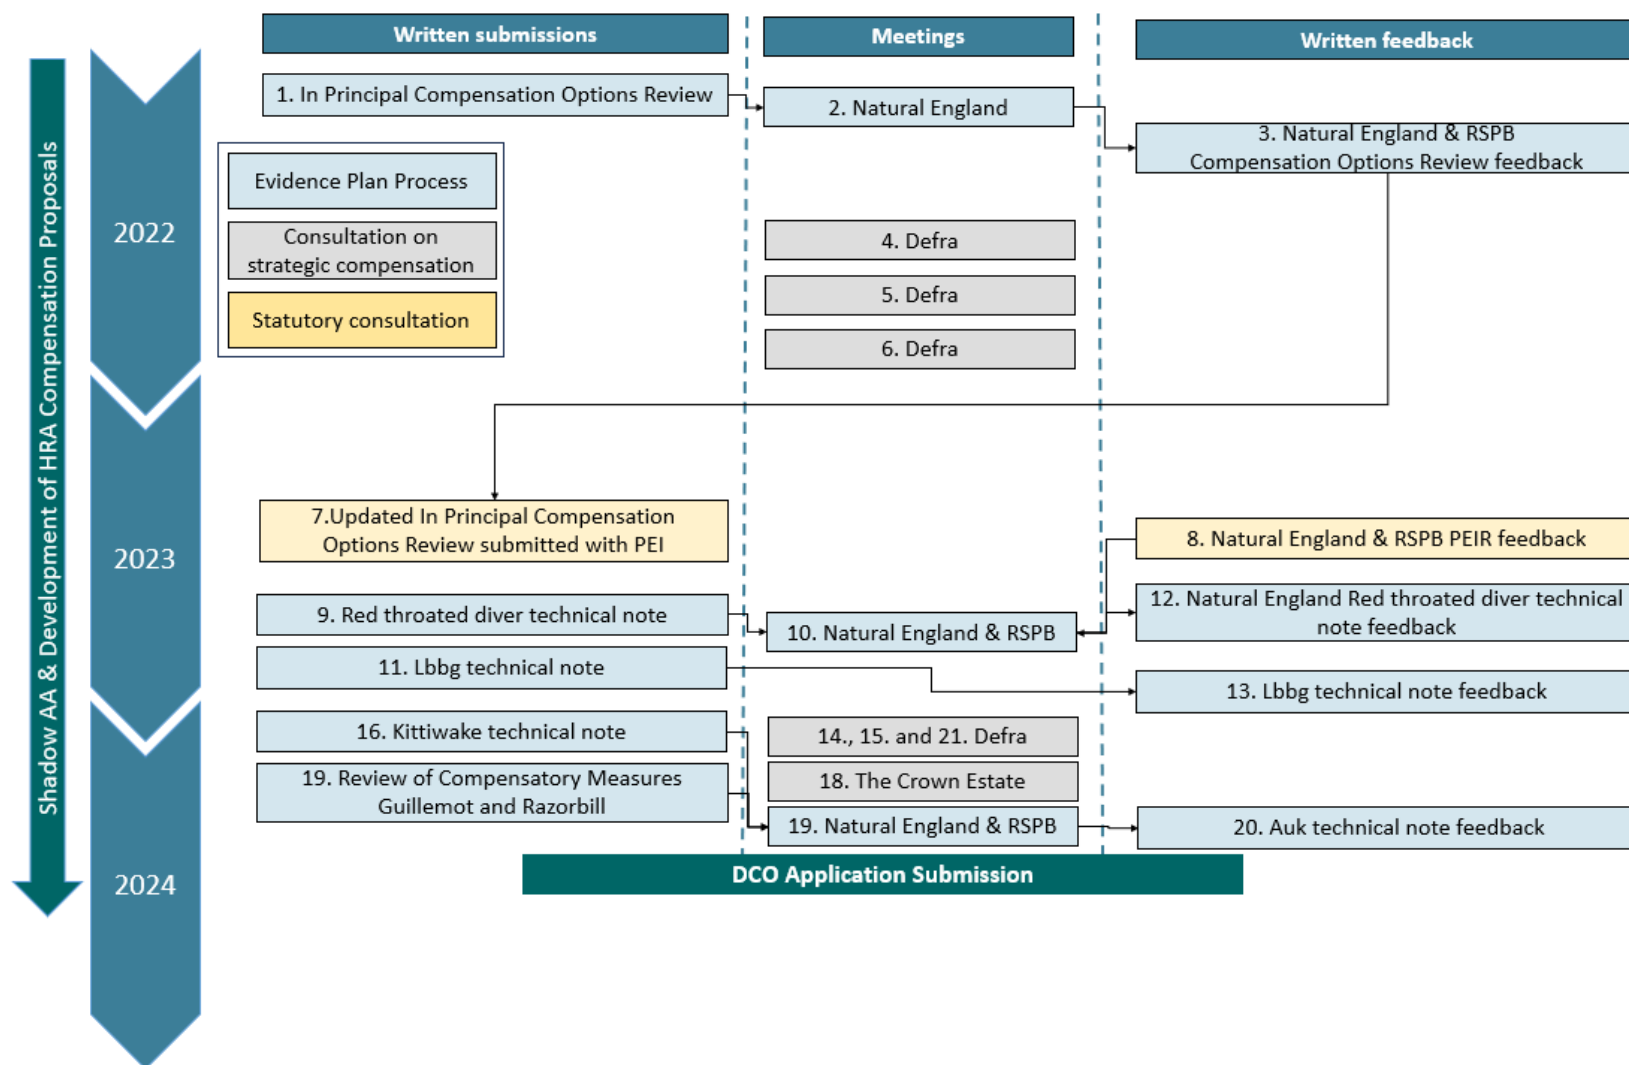 Written submissions
Meetings
Written feedback
1. In Principal Compensation Options Review
2. Natural England
3. Natural England & RSPB
Compensation Options Review feedback
Evidence Plan Process
Consultation on
strategic compensation
Statutory consultation
4. Defra
5. Defra
6. Defra
Shadow AA & Development of HRA Compensation Proposals
2022
2023
2024
7.Updated In Principal Compensation
Options Review submitted with PEI
8. Natural England & RSPB PEIR feedback
9. Red throated diver technical note
10. Natural England & RSPB
12. Natural England Red throated diver technical
note feedback
11. Lbbg technical note
13. Lbbg technical note feedback
16. Kittiwake technical note
14., 15. and 21. Defra
18. The Crown Estate
19. Review of Compensatory Measures
Guillemot and Razorbill
19. Natural England & RSPB
20. Auk technical note feedback
DCO Application Submission